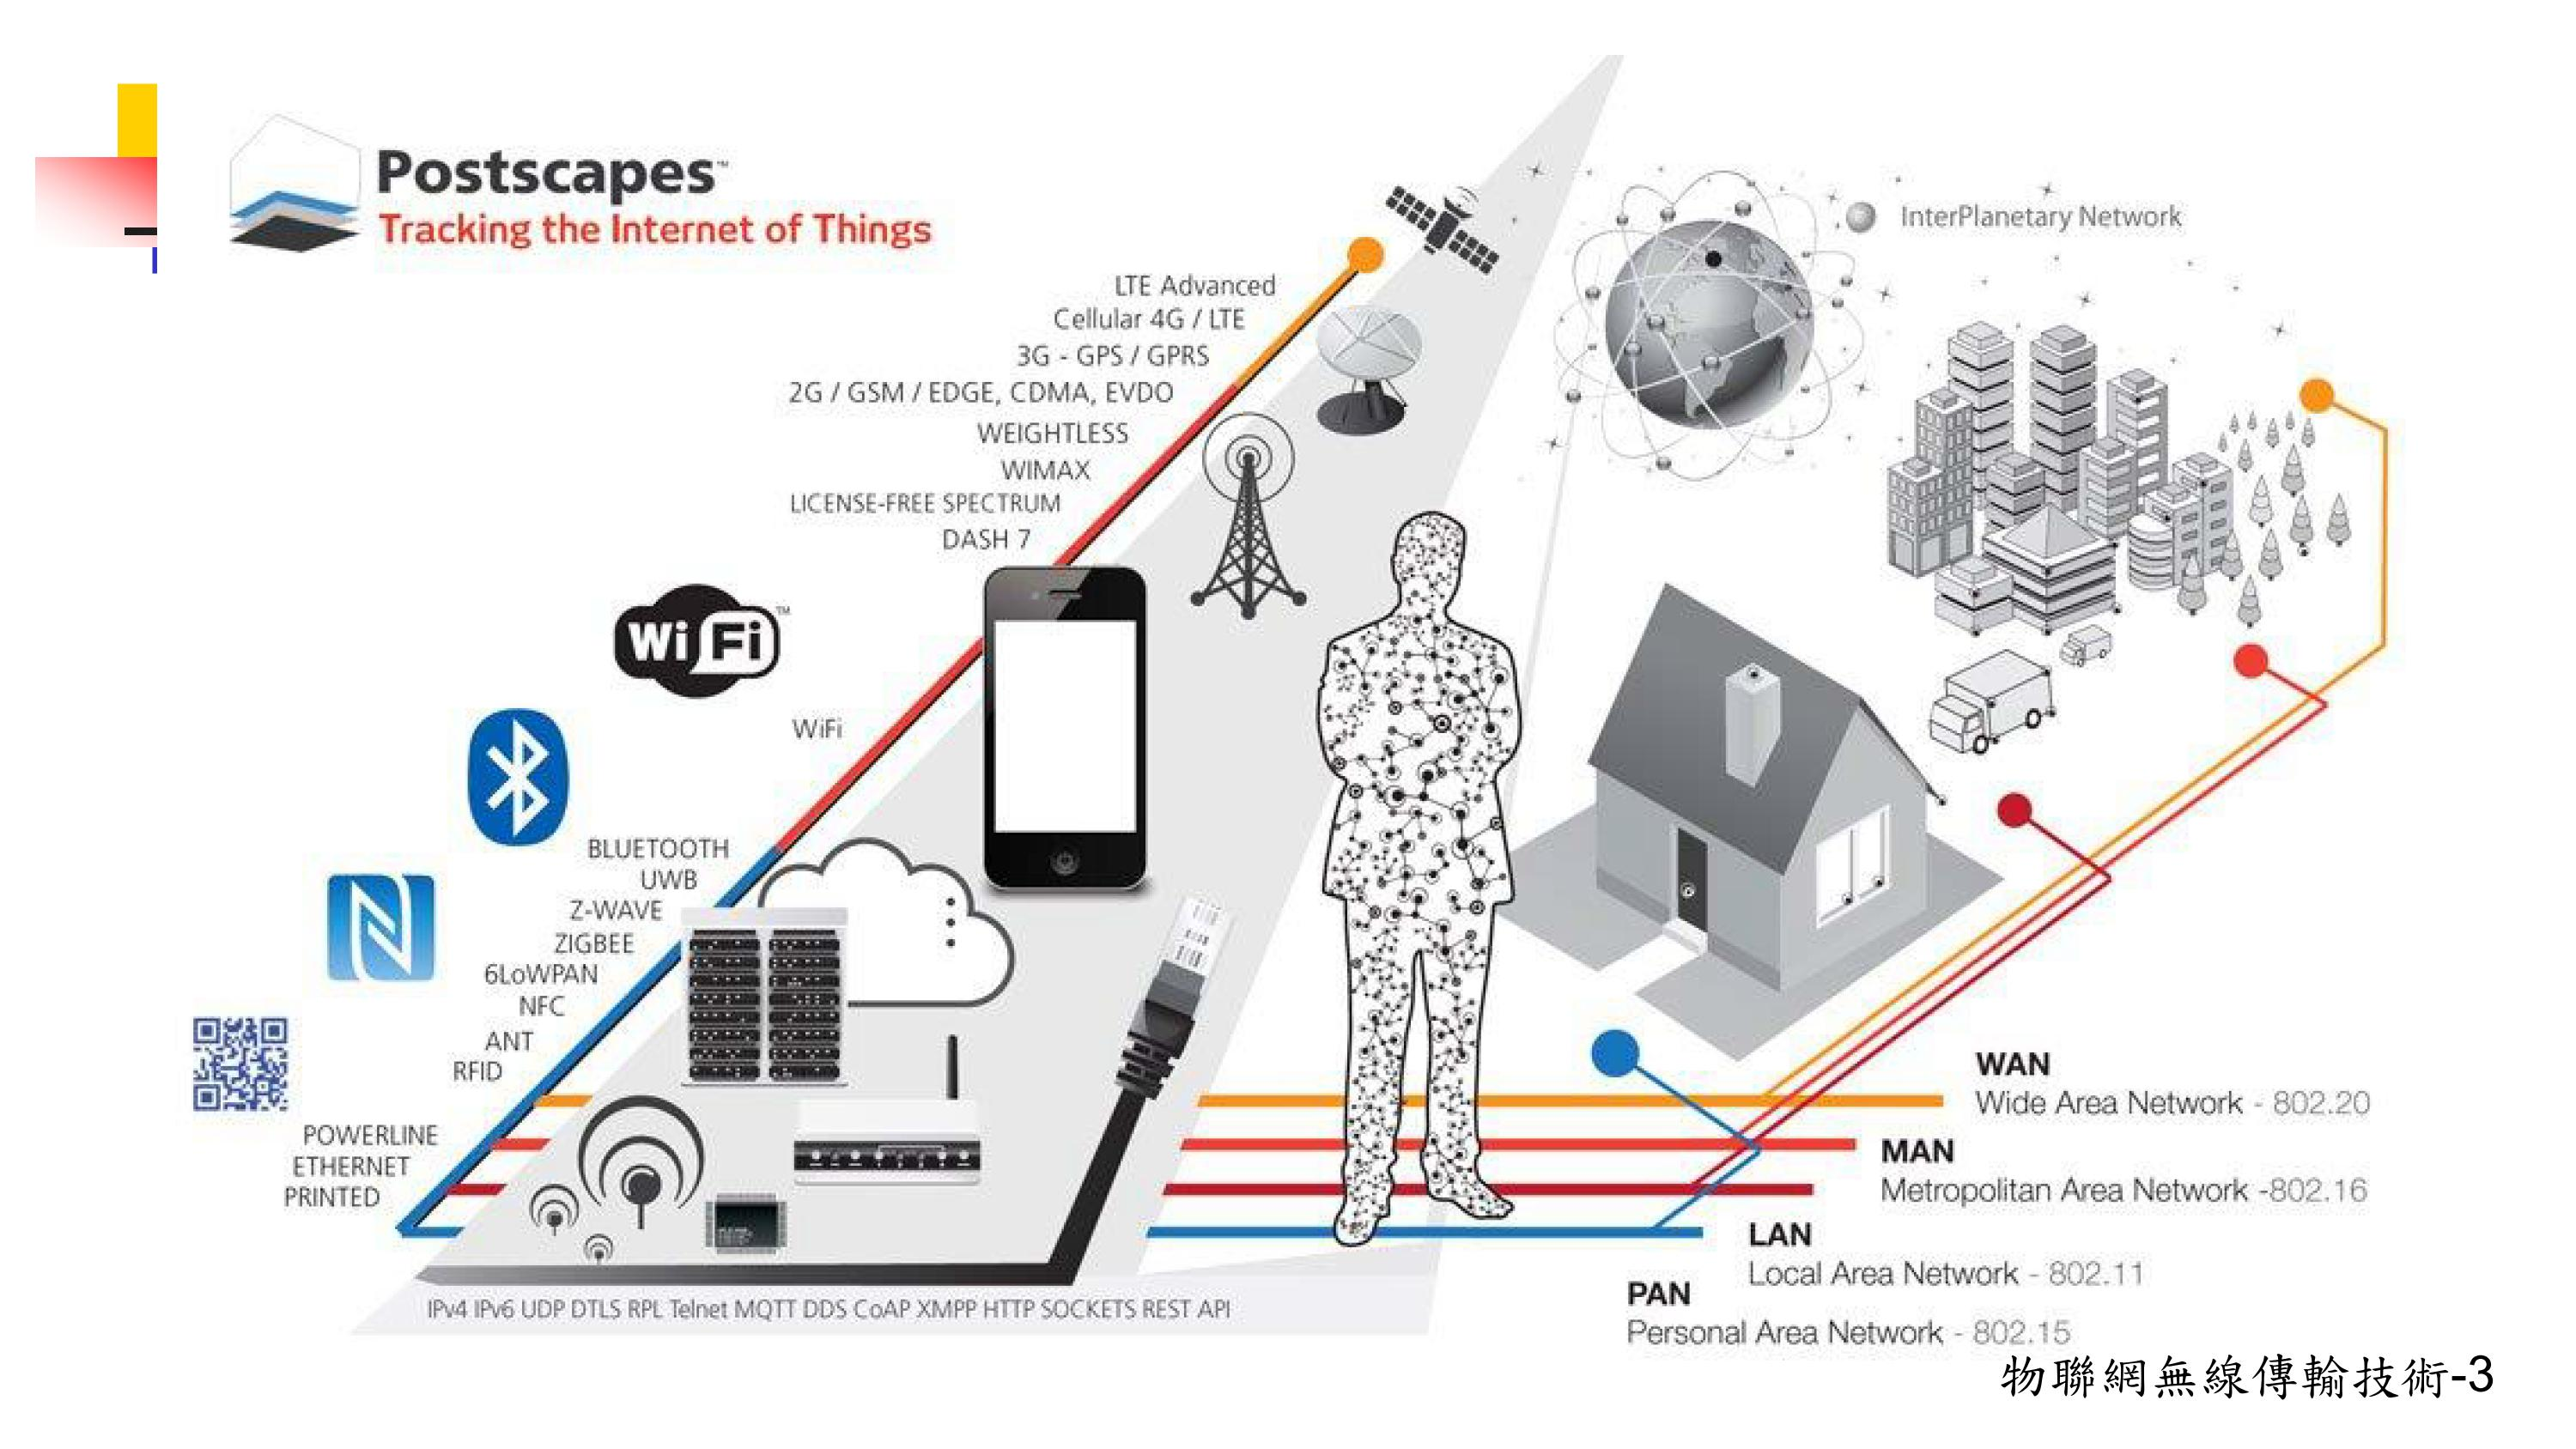 Postscapes™
Tracking the Internet of Things
InterPlanetary Network
LTE Advanced
Cellular 4G / LTE
3G - GPS / GPRS
2G / GSM / EDGE, CDMA, EVDO
WEIGHTLESS
WIMAX
LICENSE-FREE SPECTRUM
DASH 7
WiFi™
WiFi
BLUETOOTH
UWB
Z-WAVE
ZIGBEE
6LoWPAN
NFC
ANT
RFID
POWERLINE
ETHERNET
PRINTED
IPv4 IPv6 UDP DTLS RPL Telnet MQTT DDS CoAP XMPP HTTP SOCKETS REST API
WAN
Wide Area Network - 802.20
MAN
Metropolitan Area Network -802.16
LAN
Local Area Network - 802.11
PAN
Personal Area Network - 802.15
物聯網無線傳輸技術-3